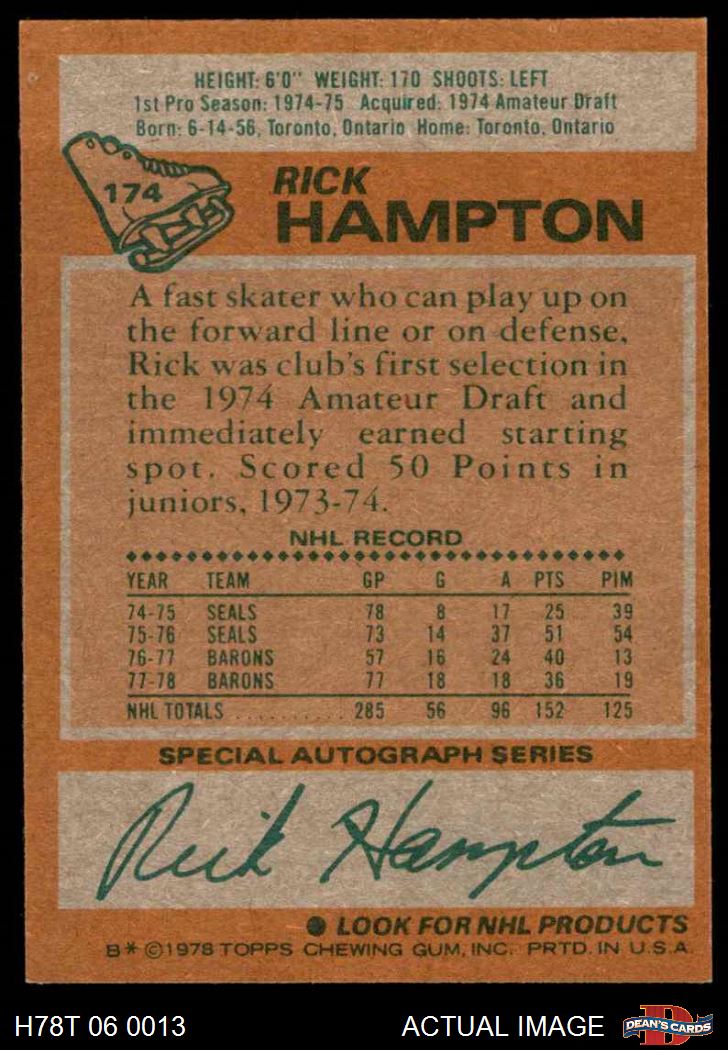 HEIGHT: 6'0" WEIGHT: 170 SHOOTS: LEFT
1st Pro Season: 1974-75 Acquired: 1974 Amateur Draft
Born: 6-14-56, Toronto, Ontario Home: Toronto, Ontario
174
RICK
HAMPTON
A fast skater who can play up on
the forward line or on defense,
Rick was club's first selection in
the 1974 Amateur Draft and
immediately earned starting
spot. Scored 50 Points in
juniors, 1973-74.
NHL RECORD
YEAR TEAM GP G A PTS PIM
74-75 SEALS 78 8 17 25 39
75-76 SEALS 73 14 37 51 54
76-77 BARONS 57 16 24 40 13
77-78 BARONS 77 18 18 36 19
NHL TOTALS .......... 285 56 96 152 125
SPECIAL AUTOGRAPH SERIES
Rick Hampton
● LOOK FOR NHL PRODUCTS
B* ©1978 TOPPS CHEWING GUM, INC. PRTD. IN U.S.A.
H78T 06 0013 ACTUAL IMAGE D DEAN'S CARDS